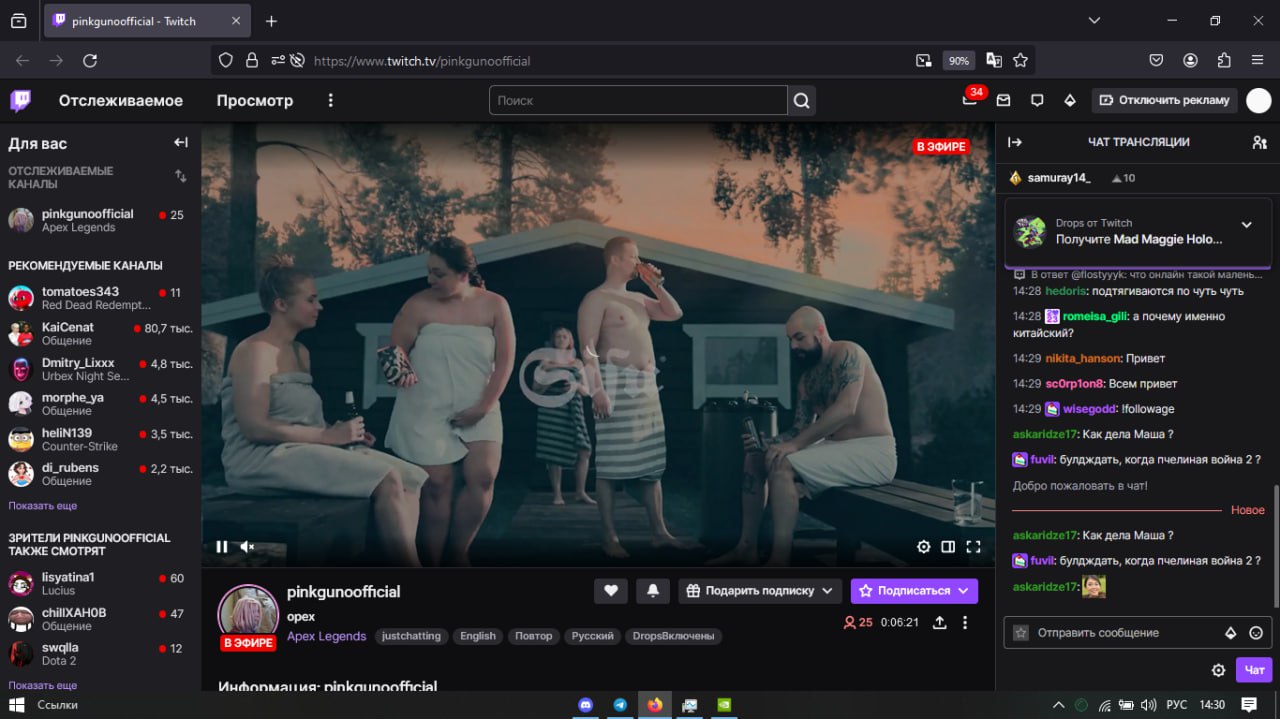 pinkgunoofficial - Twitch
https://www.twitch.tv/pinkgunoofficial
90%
Отслеживаемое
Просмотр
Поиск
34
Отключить рекламу
Для вас
ОТСЛЕЖИВАЕМЫЕ
КАНАЛЫ
pinkgunoofficial
25
Apex Legends
РЕКОМЕНДУЕМЫЕ КАНАЛЫ
tomatoes343
11
Red Dead Redempt...
KaiCenat
80,7 тыс.
Общение
Dmitry_Lixxx
4,8 тыс.
Urbex Night Se...
morphe_ya
4,5 тыс.
Общение
heliN139
3,5 тыс.
Counter-Strike
di_rubens
2,2 тыс.
Общение
Показать еще
ЗРИТЕЛИ PINKGUNOOFFICIAL
ТАКЖЕ СМОТРЯТ
lisyatina1
60
Lucius
chillXAH0B
47
Общение
swqlla
12
Dota 2
Показать еще
В ЭФИРЕ
pinkgunoofficial
орех
Apex Legends
justchatting
English
Повтор
Русский
DropsВключены
В ЭФИРЕ
Подарить подписку
Подписаться
25
0:06:21
Информация: pinkgunoofficial
ЧАТ ТРАНСЛЯЦИИ
samuray14_
10
Drops от Twitch
Получите Mad Maggie Holo...
В ответ @flostyyyk: что онлайн такой малень...
14:28 hedoris: подтягиваются по чуть чуть
14:28 romeisa_gili: а почему именно
китайский?
14:29 nikita_hanson: Привет
14:29 sc0rp1on8: Всем привет
14:29 wisegodd: !followage
askaridze17: Как дела Маша ?
fuvil: булджать, когда пчелиная война 2 ?
Добро пожаловать в чат!
Новое
askaridze17: Как дела Маша ?
fuvil: булджать, когда пчелиная война 2 ?
askaridze17:
Отправить сообщение
Чат
Ссылки
РУС
14:30